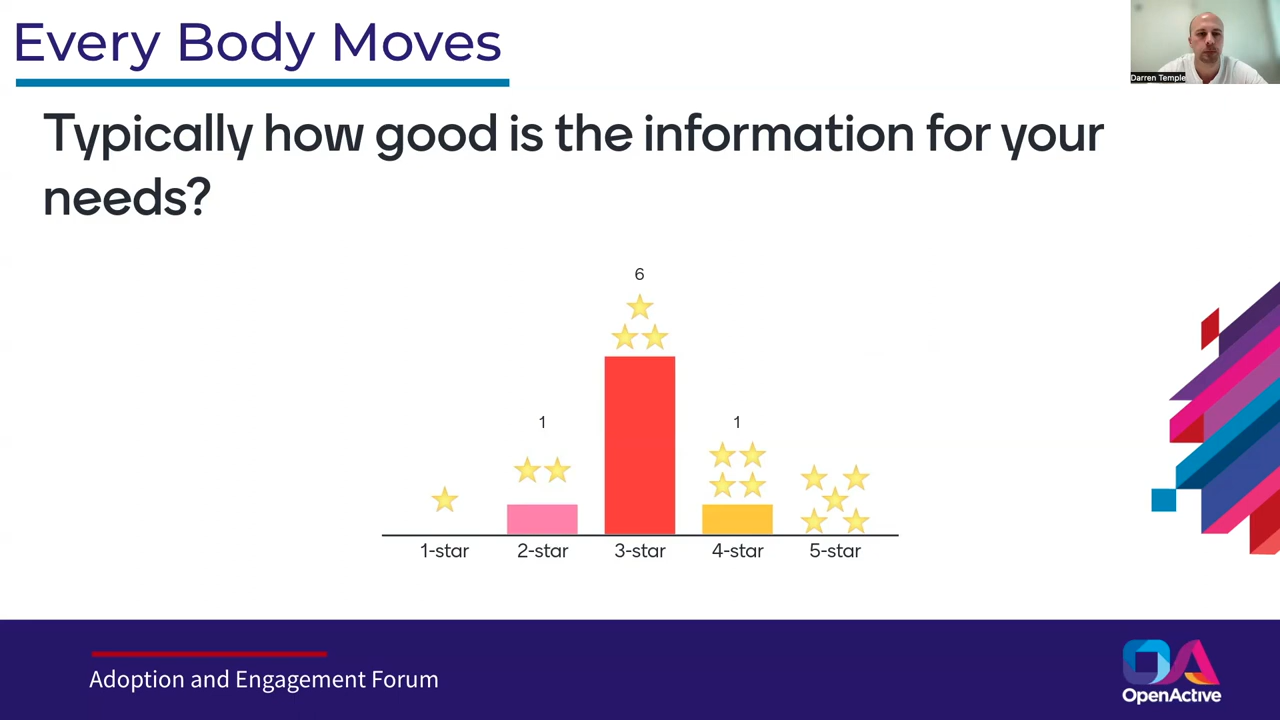 Every Body Moves
Darren Temple
Typically how good is the information for your
needs?
6
1
1
1-star
2-star
3-star
4-star
5-star
Adoption and Engagement Forum
OA
OpenActive